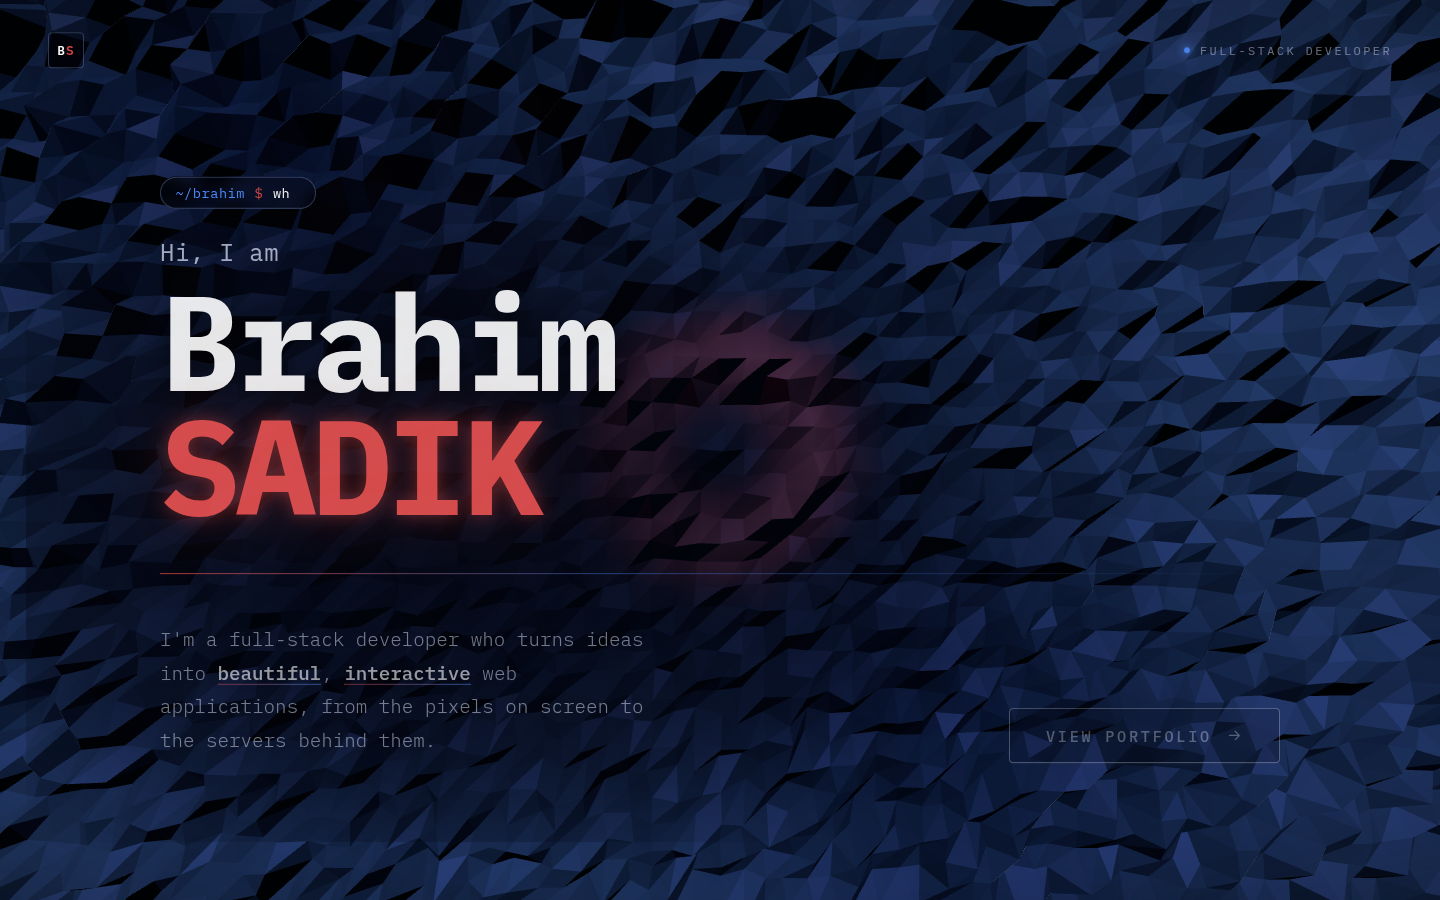 BS
FULL-STACK DEVELOPER
~/brahim $ wh
Hi, I am
Brahim
SADIK
I'm a full-stack developer who turns ideas
into beautiful, interactive web
applications, from the pixels on screen to
the servers behind them.
VIEW PORTFOLIO →